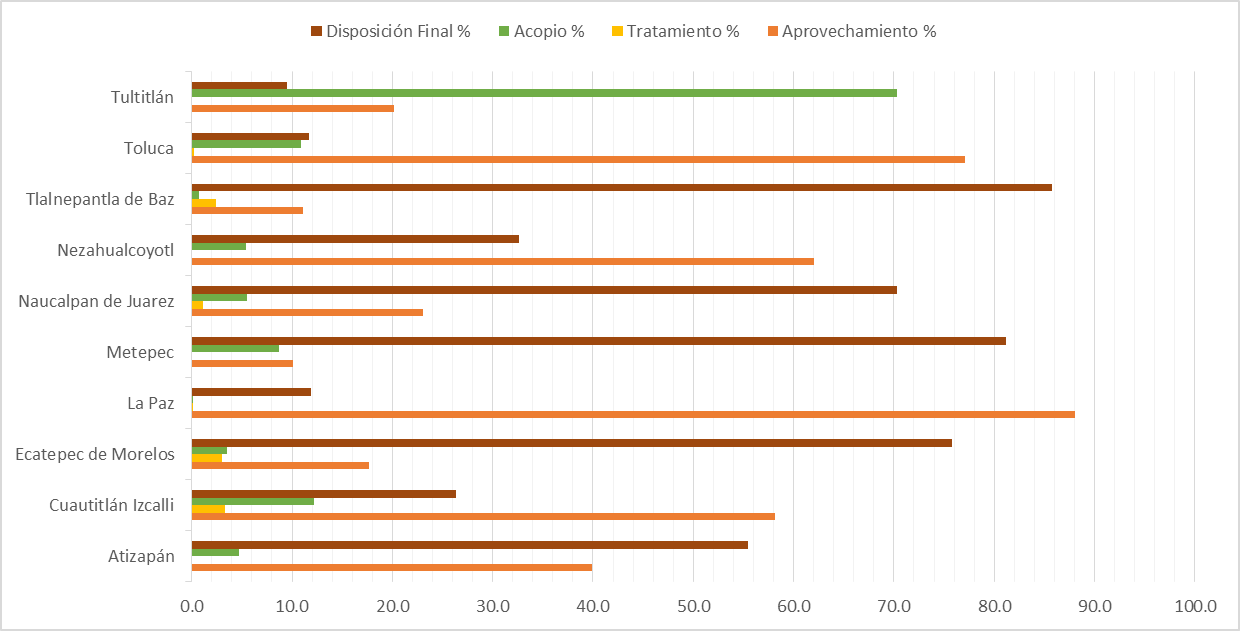 Disposición Final % Acopio % Tratamiento % Aprovechamiento %
Tultitlán
Toluca
Tlalnepantla de Baz
Nezahualcoyotl
Naucalpan de Juarez
Metepec
La Paz
Ecatepec de Morelos
Cuautitlán Izcalli
Atizapán
0.0 10.0 20.0 30.0 40.0 50.0 60.0 70.0 80.0 90.0 100.0